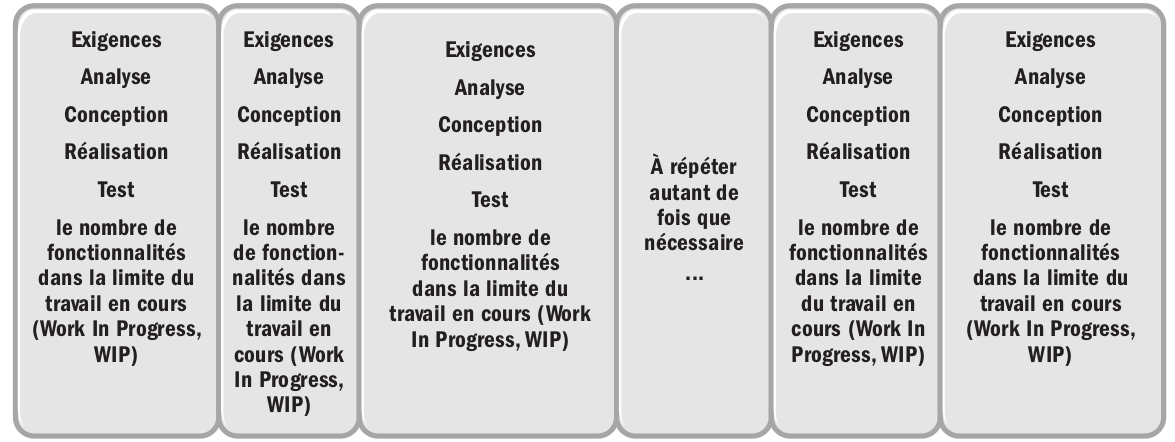 Exigences
Analyse
Conception
Réalisation
Test
le nombre de
fonctionnalités
dans la limite du
travail en cours
(Work In Progress,
WIP)
Exigences
Analyse
Conception
Réalisation
Test
le nombre
de fonction-
nalités dans
la limite du
travail en
cours (Work
In Progress,
WIP)
Exigences
Analyse
Conception
Réalisation
Test
le nombre de
fonctionnalités
dans la limite du
travail en cours (Work
In Progress, WIP)
À répéter
autant de
fois que
nécessaire
...
Exigences
Analyse
Conception
Réalisation
Test
le nombre de
fonctionnalités
dans la limite
du travail en
cours (Work In
Progress, WIP)
Exigences
Analyse
Conception
Réalisation
Test
le nombre de
fonctionnalités
dans la limite du
travail en cours
(Work In Progress,
WIP)